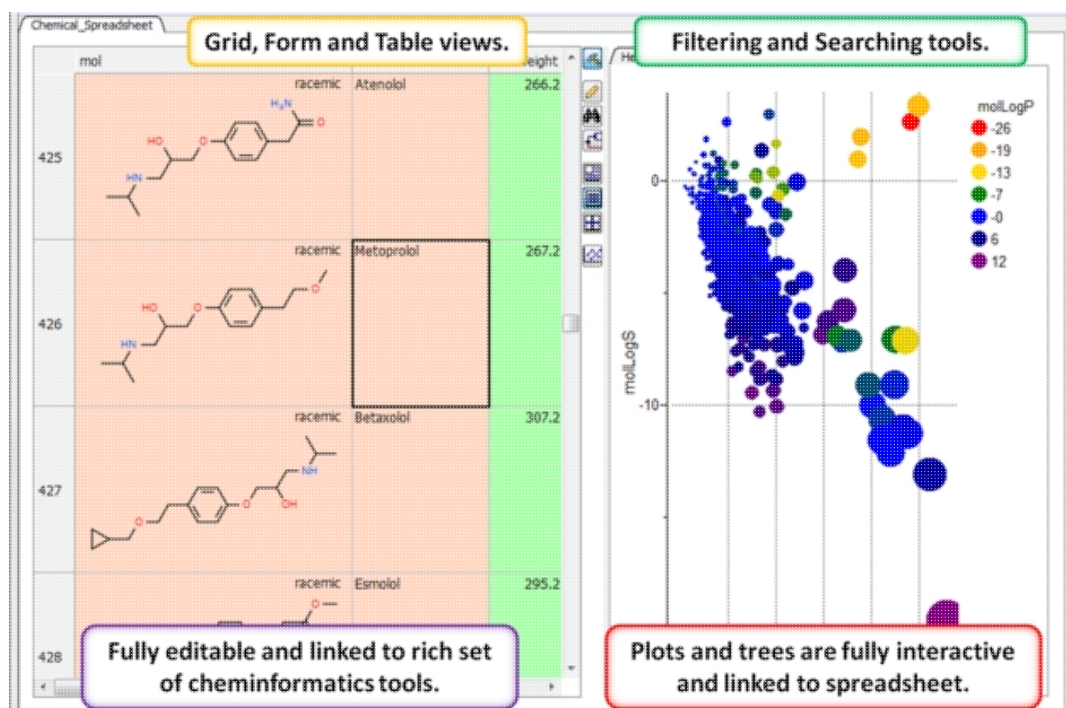 Chemical_Spreadsheet
Grid, Form and Table views.
Filtering and Searching tools.
mol
eight
He
425
racemic
Atenolol
266.2
H₂N
O
HO
O
HN
426
racemic
Metoprolol
267.2
HO
O
O
HN
427
racemic
Betaxolol
307.2
NH
O
OH
O
428
racemic
Esmolol
295.2
O
molLogP
-26
-19
-13
-7
-0
6
12
0
-10
molLogS
Fully editable and linked to rich set
of cheminformatics tools.
Plots and trees are fully interactive
and linked to spreadsheet.